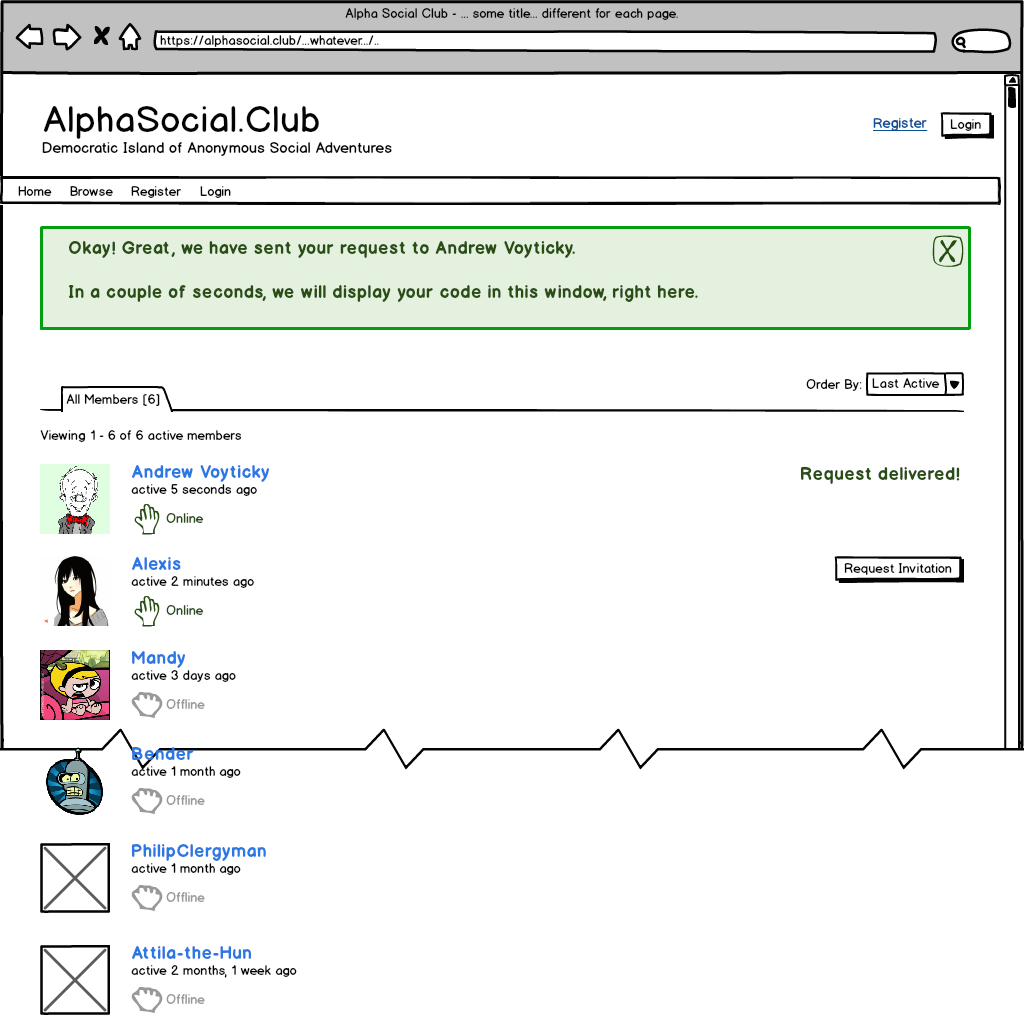 Alpha Social Club - ... some title... different for each page.
https://alphasocial.club/...whatever.../..
AlphaSocial.Club
Democratic Island of Anonymous Social Adventures
Register
Login
Home Browse Register Login
Okay! Great, we have sent your request to Andrew Voyticky.
X
In a couple of seconds, we will display your code in this window, right here.
Order By: Last Active
All Members [6]
Viewing 1 - 6 of 6 active members
Andrew Voyticky
Request delivered!
active 5 seconds ago
Online
Alexis
Request Invitation
active 2 minutes ago
Online
Mandy
active 3 days ago
Offline
Bender
active 1 month ago
Offline
PhilipClergyman
active 1 month ago
Offline
Attila-the-Hun
active 2 months, 1 week ago
Offline